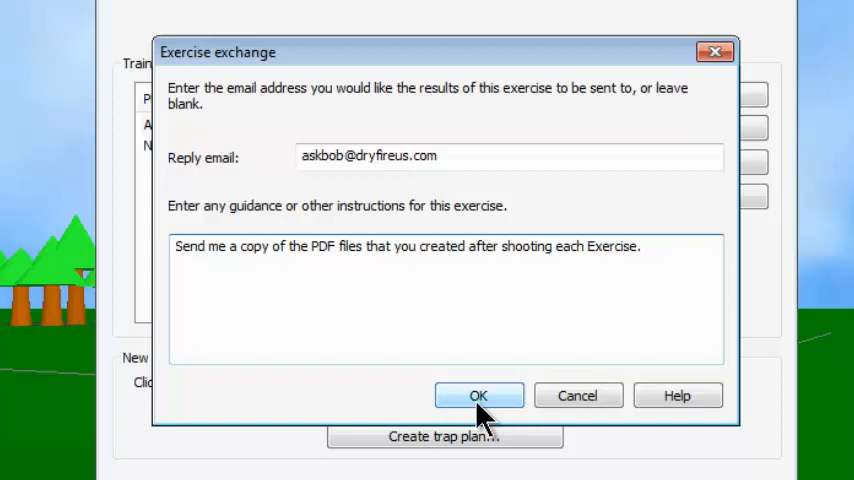 Exercise exchange
Train
Enter the email address you would like the results of this exercise to be sent to, or leave
blank.
Reply email: askbob@dryfireus.com
Enter any guidance or other instructions for this exercise.
Send me a copy of the PDF files that you created after shooting each Exercise.
New
OK Cancel Help
Create trap plan...